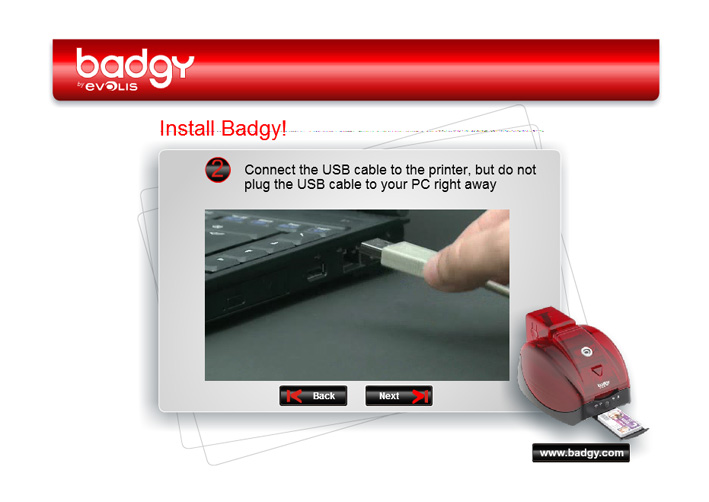 badgy
by evolis
Install Badgy!
2
Connect the USB cable to the printer, but do not
plug the USB cable to your PC right away
Back
Next
badgy
www.badgy.com